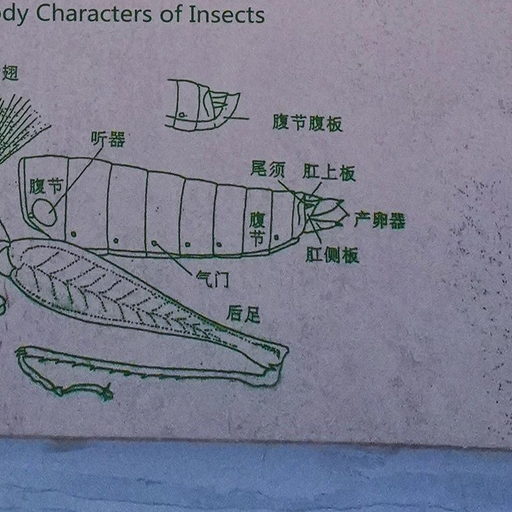 ody Characters of Insects
翅
听器
腹节腹板
尾须 肛上板
腹节
腹节
产卵器
肛侧板
气门
后足